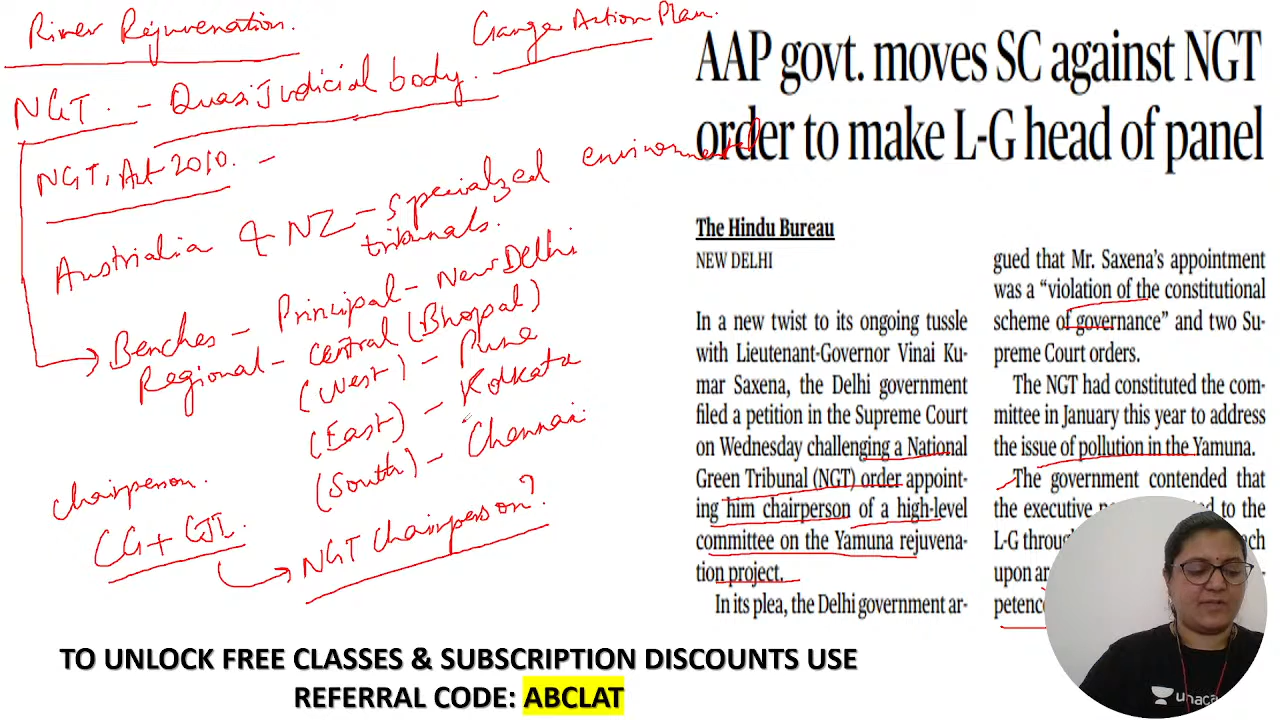 River Rejuvenation.
Ganga Action Plan.
NGT. - Quasi Judicial body.
NGT, Act 2010. -
Austrialia & NZ - specialized environmental
tribunals.
Benches - Principal - New Delhi
Regional - Central (Bhopal)
(West) - Pune
(East) - Kolkata
(South) - Chennai
Chairperson.
CG + CJI.
NGT Chairperson?
AAP govt. moves SC against NGT
order to make L-G head of panel
The Hindu Bureau
NEW DELHI
In a new twist to its ongoing tussle
with Lieutenant-Governor Vinai Ku-
mar Saxena, the Delhi government
filed a petition in the Supreme Court
on Wednesday challenging a National
Green Tribunal (NGT) order appoint-
ing him chairperson of a high-level
committee on the Yamuna rejuvena-
tion project.
In its plea, the Delhi government ar-
gued that Mr. Saxena's appointment
was a “violation of the constitutional
scheme of governance” and two Su-
preme Court orders.
The NGT had constituted the com-
mittee in January this year to address
the issue of pollution in the Yamuna.
The government contended that
the executive to the
L-G
upon
TO UNLOCK FREE CLASSES & SUBSCRIPTION DISCOUNTS USE
REFERRAL CODE: ABCLAT